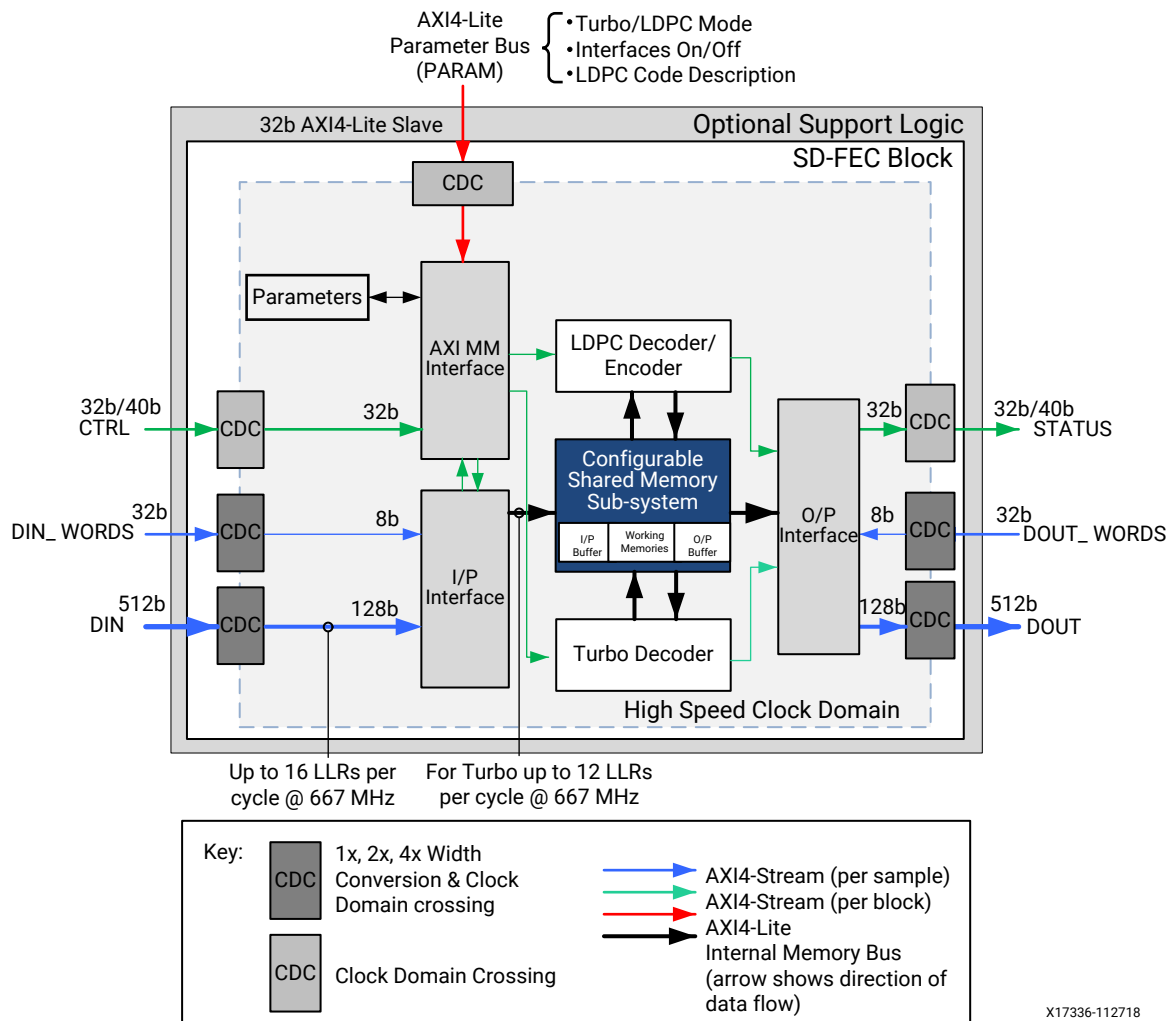 AXI4-Lite
Parameter Bus
(PARAM)
•Turbo/LDPC Mode
•Interfaces On/Off
•LDPC Code Description
32b AXI4-Lite Slave
Optional Support Logic
SD-FEC Block
CDC
Parameters
AXI MM
Interface
LDPC Decoder/
Encoder
32b/40b
CTRL
CDC
32b
32b
CDC
32b/40b
STATUS
Configurable
Shared Memory
Sub-system
I/P
Buffer
Working
Memories
O/P
Buffer
32b
DIN_ WORDS
CDC
8b
I/P
Interface
O/P
Interface
8b
CDC
32b
DOUT_ WORDS
512b
DIN
CDC
128b
Turbo Decoder
128b
CDC
512b
DOUT
High Speed Clock Domain
Up to 16 LLRs per
cycle @ 667 MHz
For Turbo up to 12 LLRs
per cycle @ 667 MHz
Key:
CDC
1x, 2x, 4x Width
Conversion & Clock
Domain crossing
CDC
Clock Domain Crossing
AXI4-Stream (per sample)
AXI4-Stream (per block)
AXI4-Lite
Internal Memory Bus
(arrow shows direction of
data flow)
X17336-112718